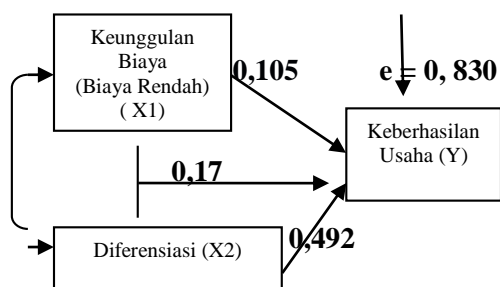 Keunggulan
Biaya
(Biaya Rendah)
( X1)
0,105
e = 0, 830
Keberhasilan
Usaha (Y)
0,17
Diferensiasi (X2)
0,492